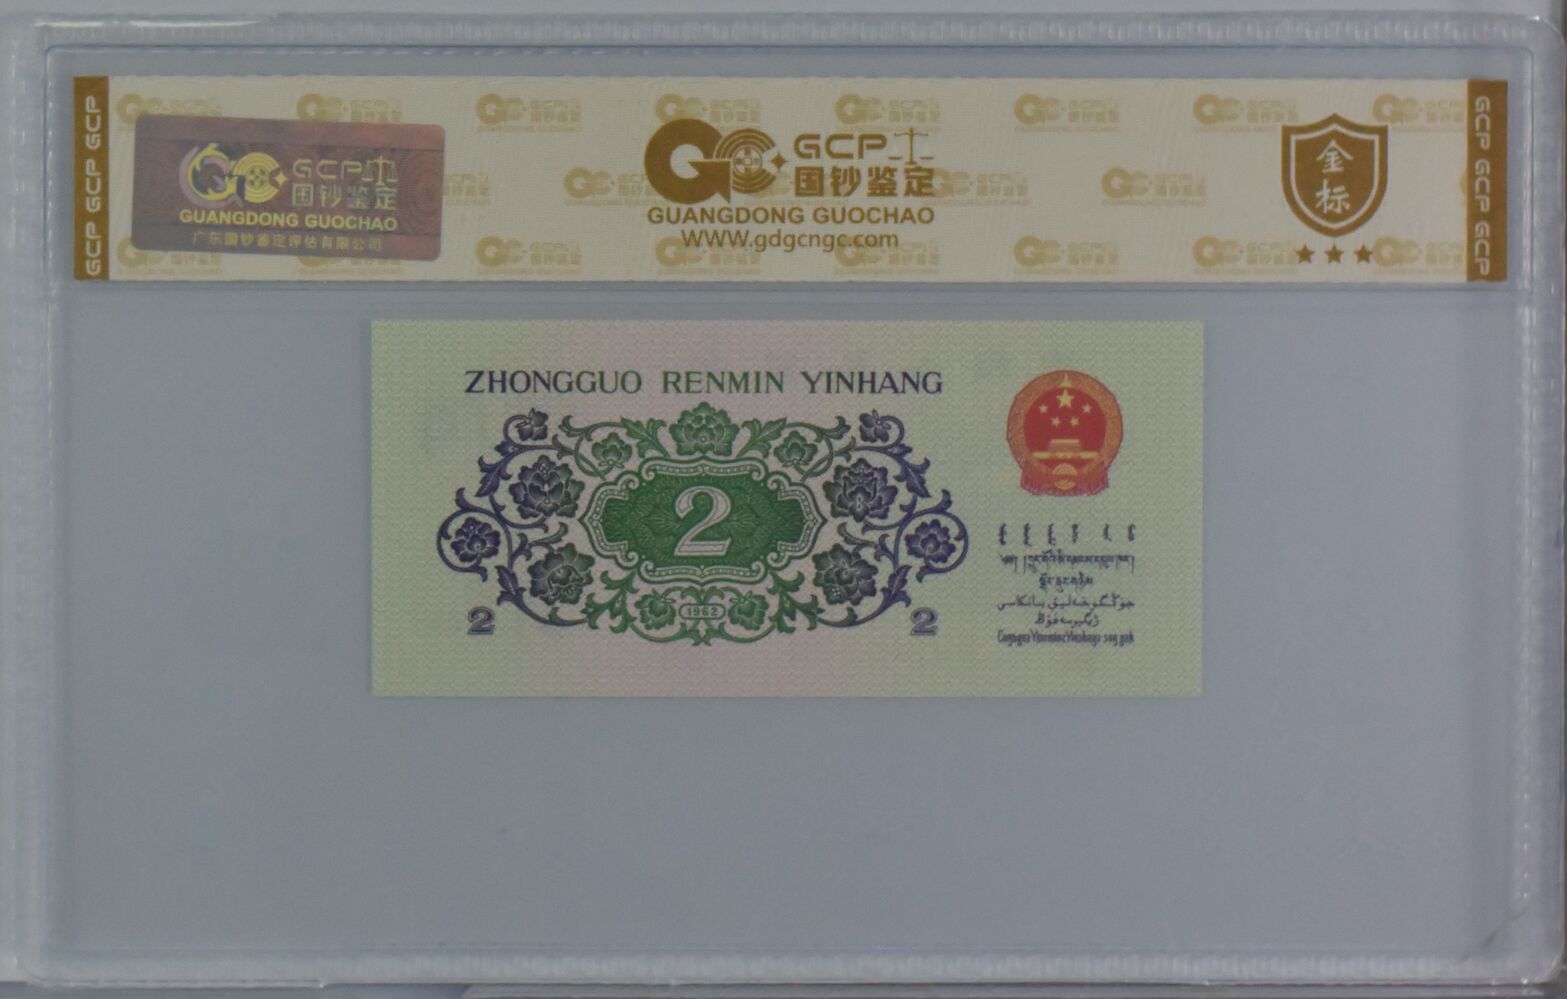 GCP GCP GCP
GCP
国钞鉴定
GUANGDONG GUOCHAO
广东国钞鉴定评估有限公司
GCP
国钞鉴定
GUANGDONG GUOCHAO
WWW.gdgcngc.com
金标
GCP GCP GCP
ZHONGGUO RENMIN YINHANG
2
1962
2
2